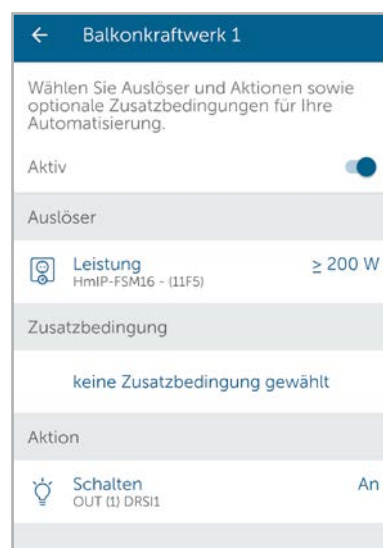 Balkonkraftwerk 1
Wählen Sie Auslöser und Aktionen sowie
optionale Zusatzbedingungen für Ihre
Automatisierung.
Aktiv
Auslöser
Leistung ≥ 200 W
HmIP-FSM16 - (11F5)
Zusatzbedingung
keine Zusatzbedingung gewählt
Aktion
Schalten An
OUT (1) DRSI1